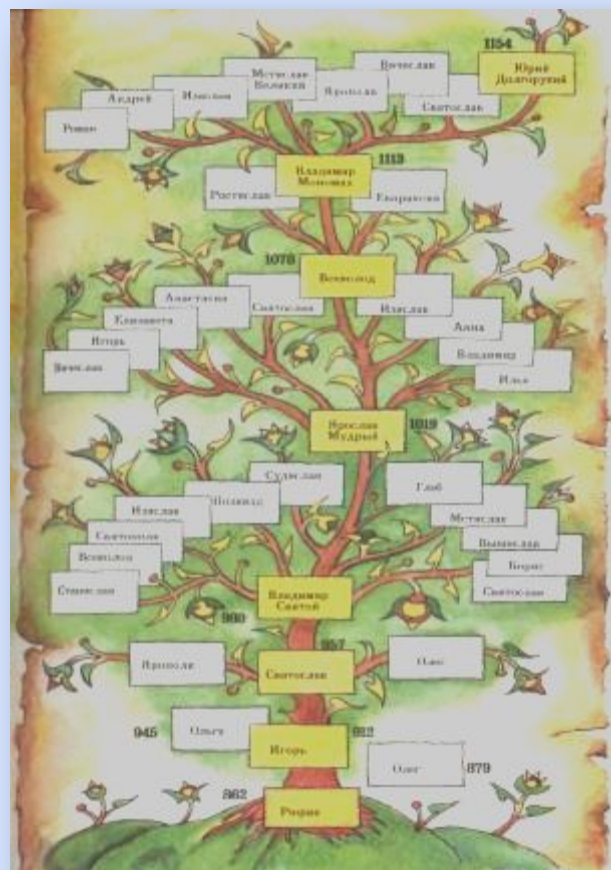 1154
Юрий
Долгорукий
Вячеслав
Мстислав
Великий
Изяслав
Ярополк
Андрей
Святослав
Роман
1113
Владимир
Мономах
Ростислав
Евпраксия
1078
Всеволод
Анастасия
Святослав
Изяслав
Елизавета
Анна
Игорь
Владимир
Вячеслав
Илья
Ярослав
Мудрый
1019
Судислав
Глеб
Позвизд
Изяслав
Мстислав
Святополк
Вышеслав
Всеволод
Борис
Станислав
Святослав
Владимир
Святой
980
957
Ярополк
Святослав
Олег
945
Ольга
912
Игорь
Олег
879
862
Рюрик